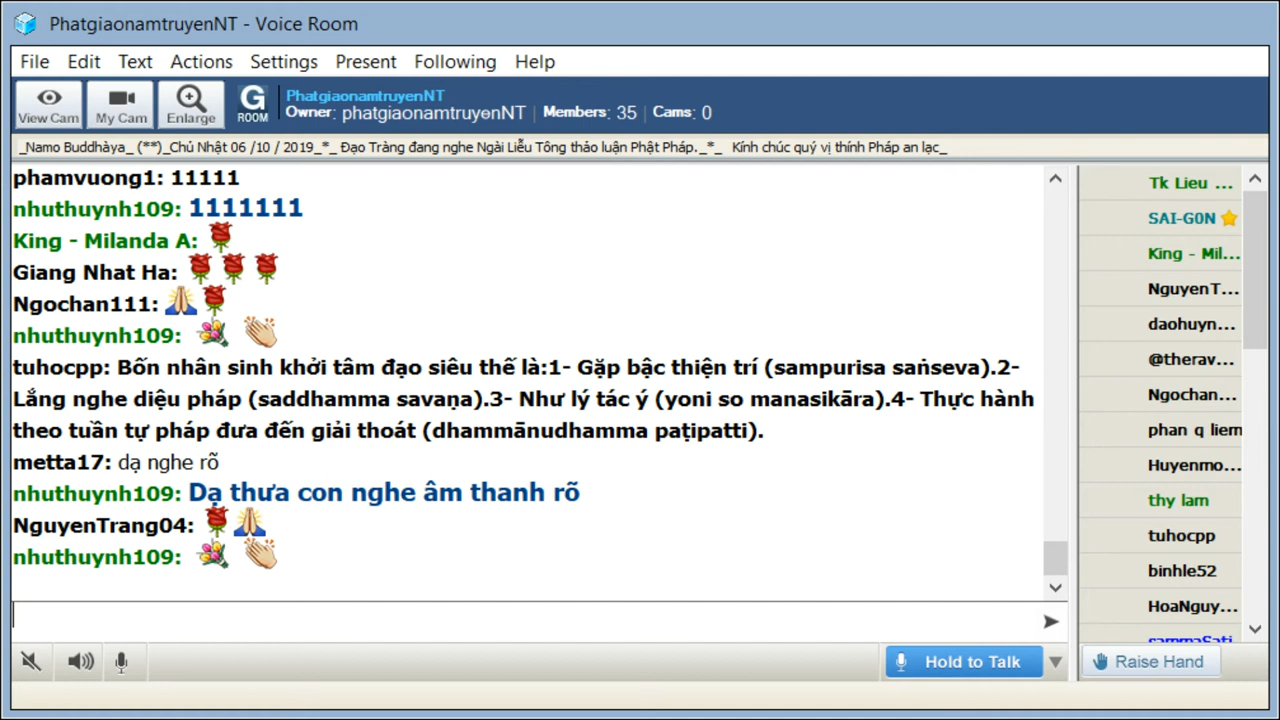 PhatgiaonamtruyenNT - Voice Room
File Edit Text Actions Settings Present Following Help
View Cam My Cam Enlarge G ROOM
PhatgiaonamtruyenNT
Owner: phatgiaonamtruyenNT | Members: 35 | Cams: 0
_Namo Buddhàya_ (**)_Chủ Nhật 06 /10 / 2019_*_ Đạo Tràng đang nghe Ngài Liễu Tông thảo luận Phật Pháp._*_ Kính chúc quý vị thính Pháp an lạc_
phamvuong1: 11111
nhuthuynh109: 1111111
King - Milanda A:
Giang Nhat Ha:
Ngochan111:
nhuthuynh109:
tuhocpp: Bốn nhân sinh khởi tâm đạo siêu thế là:1- Gặp bậc thiện trí (sampurisa saṅseva).2-
Lắng nghe diệu pháp (saddhamma savaṇa).3- Như lý tác ý (yoni so manasikāra).4- Thực hành
theo tuần tự pháp đưa đến giải thoát (dhammānudhamma paṭipatti).
metta17: dạ nghe rõ
nhuthuynh109: Dạ thưa con nghe âm thanh rõ
NguyenTrang04:
nhuthuynh109:
Tk Lieu ...
SAI-G0N
King - Mil...
NguyenT...
daohuyn...
@therav...
Ngochan...
phan q liem
Huyenmo...
thy lam
tuhocpp
binhle52
HoaNguy...
sammaSati
Hold to Talk
Raise Hand